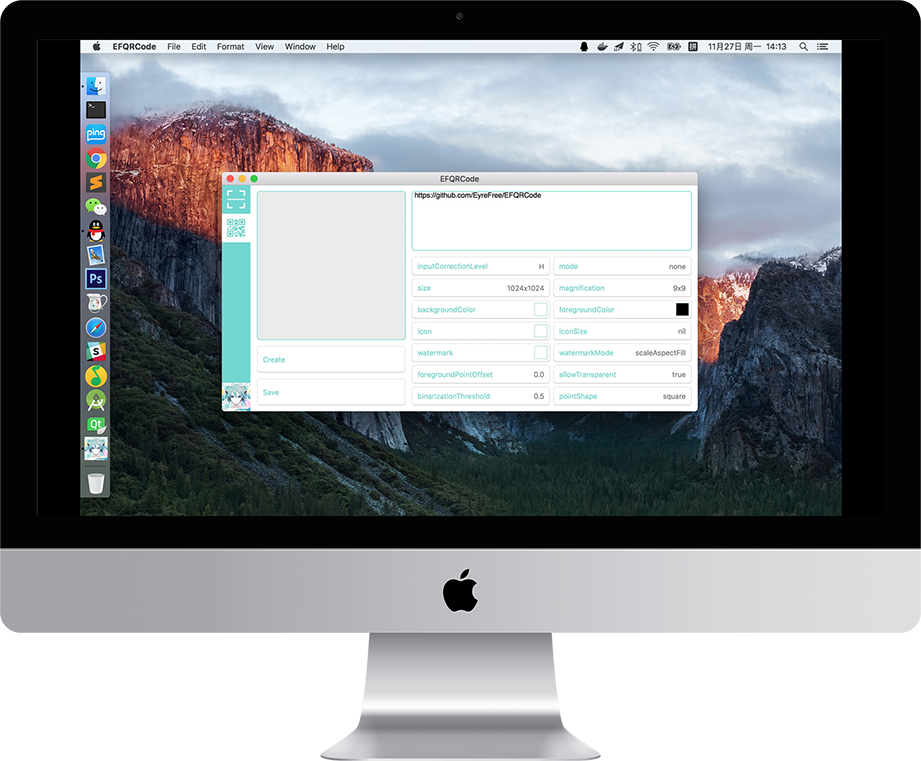 EFQRCode File Edit Format View Window Help 拼 11月27日 周一 14:13
>_
ping
EFQRCode
https://github.com/EyreFree/EFQRCode
inputCorrectionLevel H mode none
size 1024x1024 magnification 9x9
backgroundColor foregroundColor
icon iconSize nil
watermark watermarkMode scaleAspectFill
Create foregroundPointOffset 0.0 allowTransparent true
Save binarizationThreshold 0.5 pointShape square
Ps
S
Qt